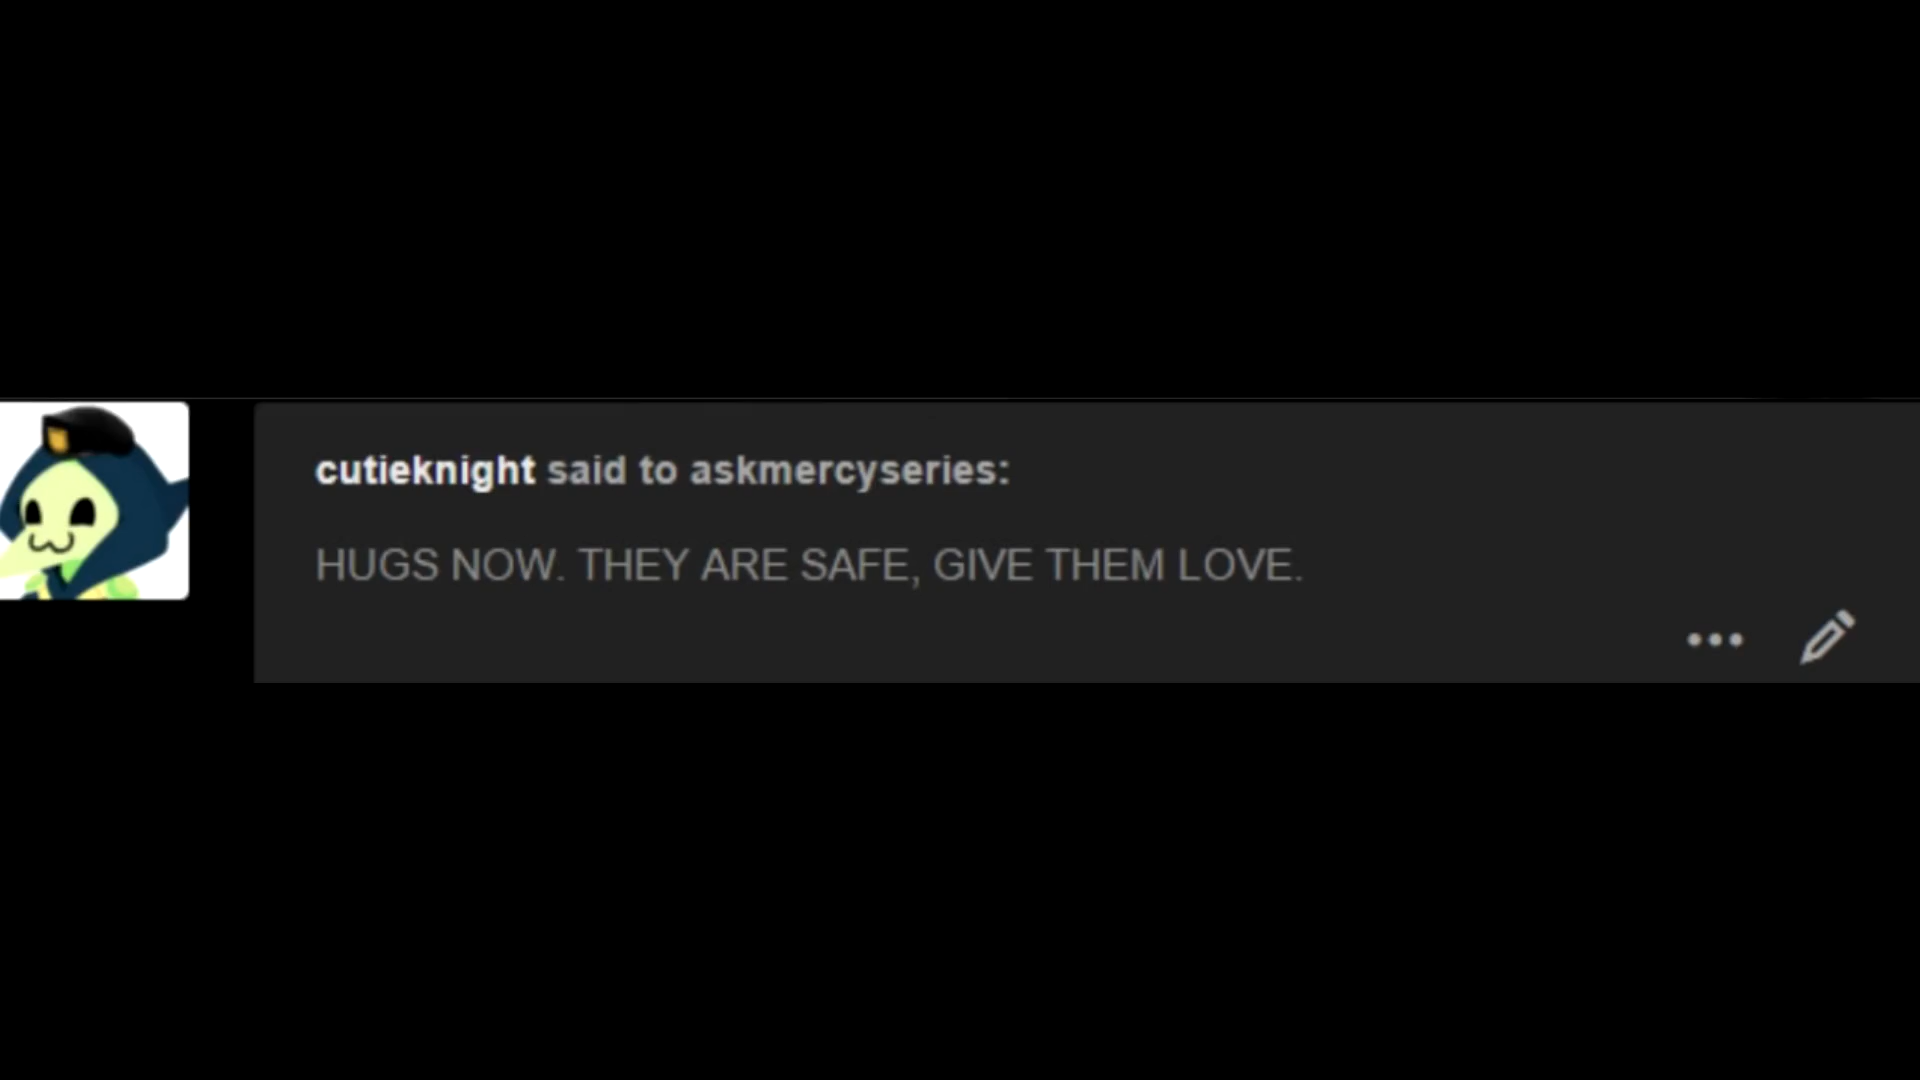 cutieknight said to askmercyseries:
HUGS NOW. THEY ARE SAFE, GIVE THEM LOVE.